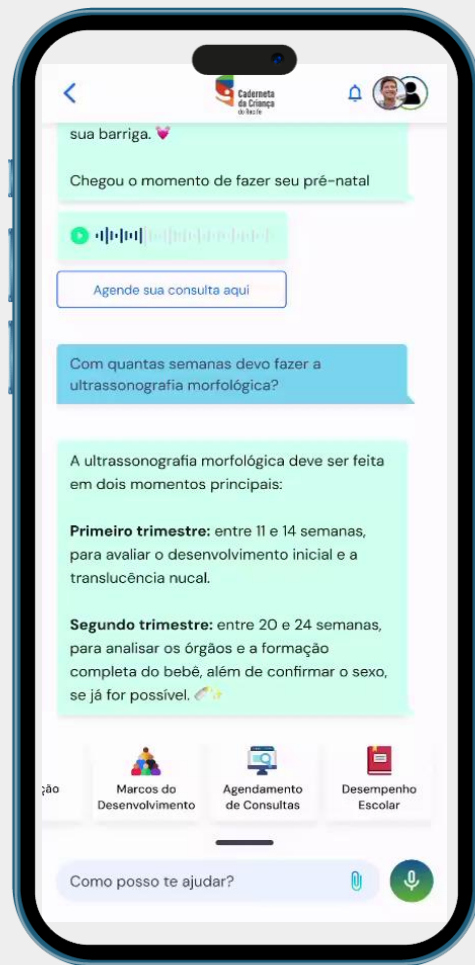 Caderneta
da Criança
do Recife
sua barriga. 💓
Chegou o momento de fazer seu pré-natal
Agende sua consulta aqui
Com quantas semanas devo fazer a
ultrassonografia morfológica?
A ultrassonografia morfológica deve ser feita
em dois momentos principais:
Primeiro trimestre: entre 11 e 14 semanas,
para avaliar o desenvolvimento inicial e a
translucência nucal.
Segundo trimestre: entre 20 e 24 semanas,
para analisar os órgãos e a formação
completa do bebê, além de confirmar o sexo,
se já for possível.
ção
Marcos do
Desenvolvimento
Agendamento
de Consultas
Desempenho
Escolar
Como posso te ajudar?